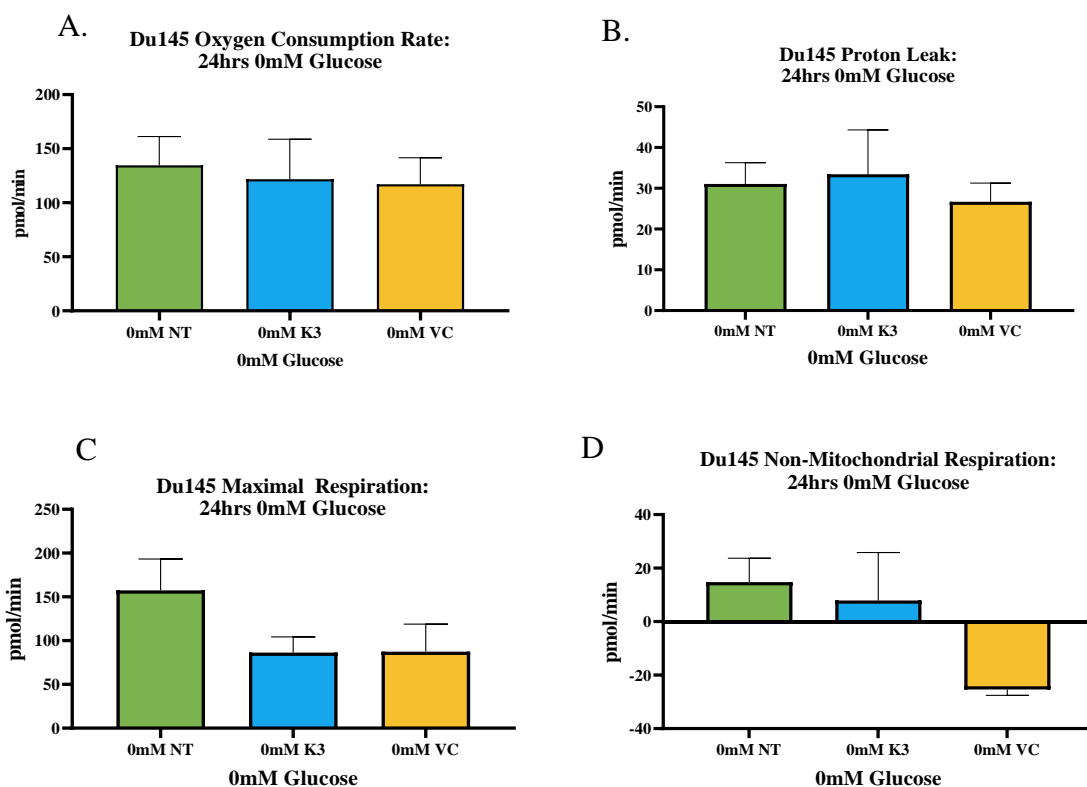 A.
Du145 Oxygen Consumption Rate:
24hrs 0mM Glucose
200
150
100
50
0
pmol/min
0mM NT
0mM K3
0mM VC
0mM Glucose
B.
Du145 Proton Leak:
24hrs 0mM Glucose
50
40
30
20
10
0
pmol/min
0mM NT
0mM K3
0mM VC
0mM Glucose
C
Du145 Maximal Respiration:
24hrs 0mM Glucose
250
200
150
100
50
0
pmol/min
0mM NT
0mM K3
0mM VC
0mM Glucose
D
Du145 Non-Mitochondrial Respiration:
24hrs 0mM Glucose
40
20
0
-20
-40
pmol/min
0mM NT
0mM K3
0mM VC
0mM Glucose